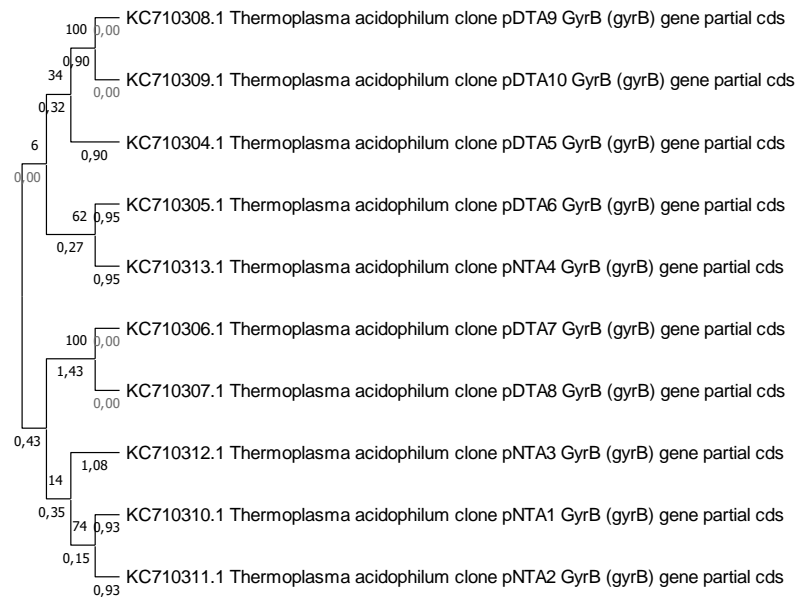 100 0,00 KC710308.1 Thermoplasma acidophilum clone pDTA9 GyrB (gyrB) gene partial cds
0,90
34 0,00 KC710309.1 Thermoplasma acidophilum clone pDTA10 GyrB (gyrB) gene partial cds
0,32
6 0,90 KC710304.1 Thermoplasma acidophilum clone pDTA5 GyrB (gyrB) gene partial cds
0,00
62 0,95 KC710305.1 Thermoplasma acidophilum clone pDTA6 GyrB (gyrB) gene partial cds
0,27
0,95 KC710313.1 Thermoplasma acidophilum clone pNTA4 GyrB (gyrB) gene partial cds
100 0,00 KC710306.1 Thermoplasma acidophilum clone pDTA7 GyrB (gyrB) gene partial cds
1,43
0,00 KC710307.1 Thermoplasma acidophilum clone pDTA8 GyrB (gyrB) gene partial cds
0,43
1,08 KC710312.1 Thermoplasma acidophilum clone pNTA3 GyrB (gyrB) gene partial cds
14
0,35 74 0,93 KC710310.1 Thermoplasma acidophilum clone pNTA1 GyrB (gyrB) gene partial cds
0,15
0,93 KC710311.1 Thermoplasma acidophilum clone pNTA2 GyrB (gyrB) gene partial cds